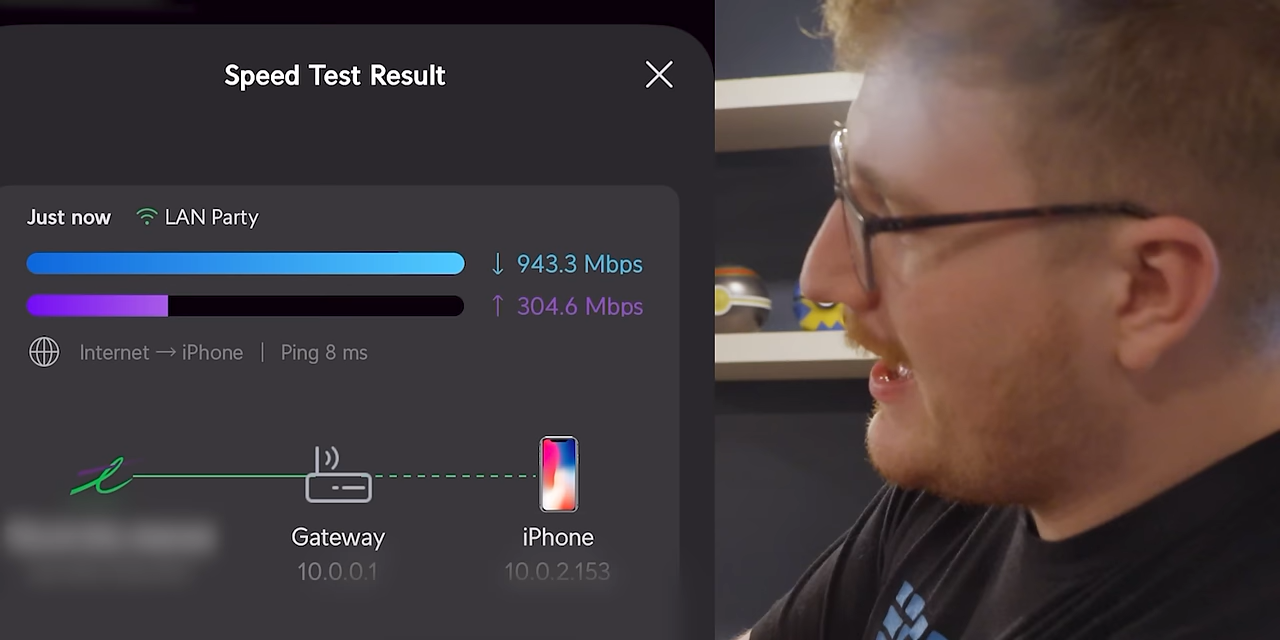 Speed Test Result
Just now LAN Party
↓ 943.3 Mbps
↑ 304.6 Mbps
Internet → iPhone | Ping 8 ms
Gateway iPhone
10.0.0.1 10.0.2.153